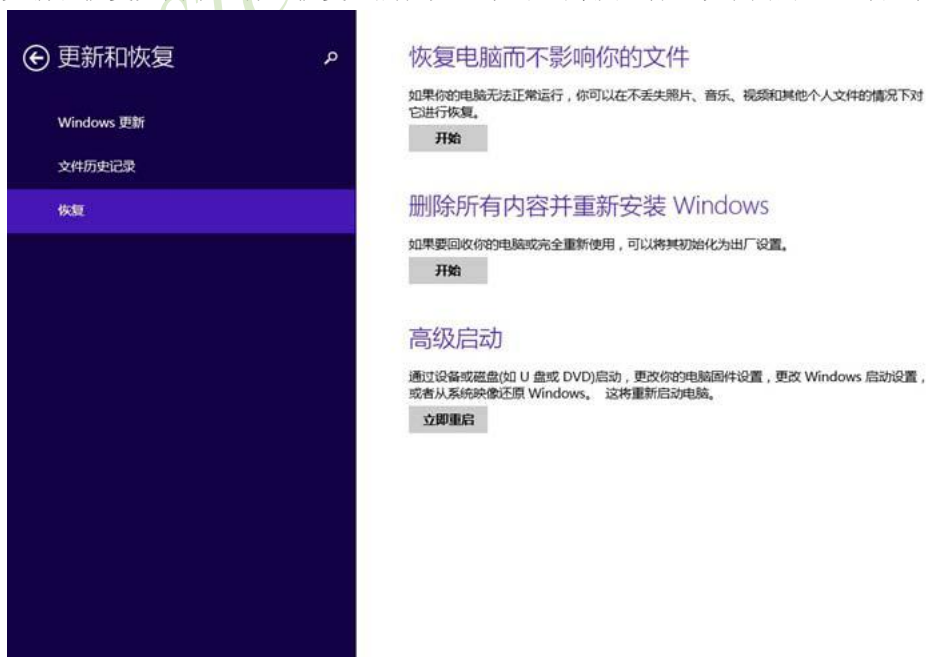 更新和恢复
Windows 更新
文件历史记录
恢复
恢复电脑而不影响你的文件
如果你的电脑无法正常运行，你可以在不丢失照片、音乐、视频和其他个人文件的情况下对
它进行恢复。
开始
删除所有内容并重新安装 Windows
如果要回收你的电脑或完全重新使用，可以将其初始化为出厂设置。
开始
高级启动
通过设备或磁盘(如 U 盘或 DVD)启动，更改你的电脑固件设置，更改 Windows 启动设置，
或者从系统映像还原 Windows。 这将重新启动电脑。
立即重启